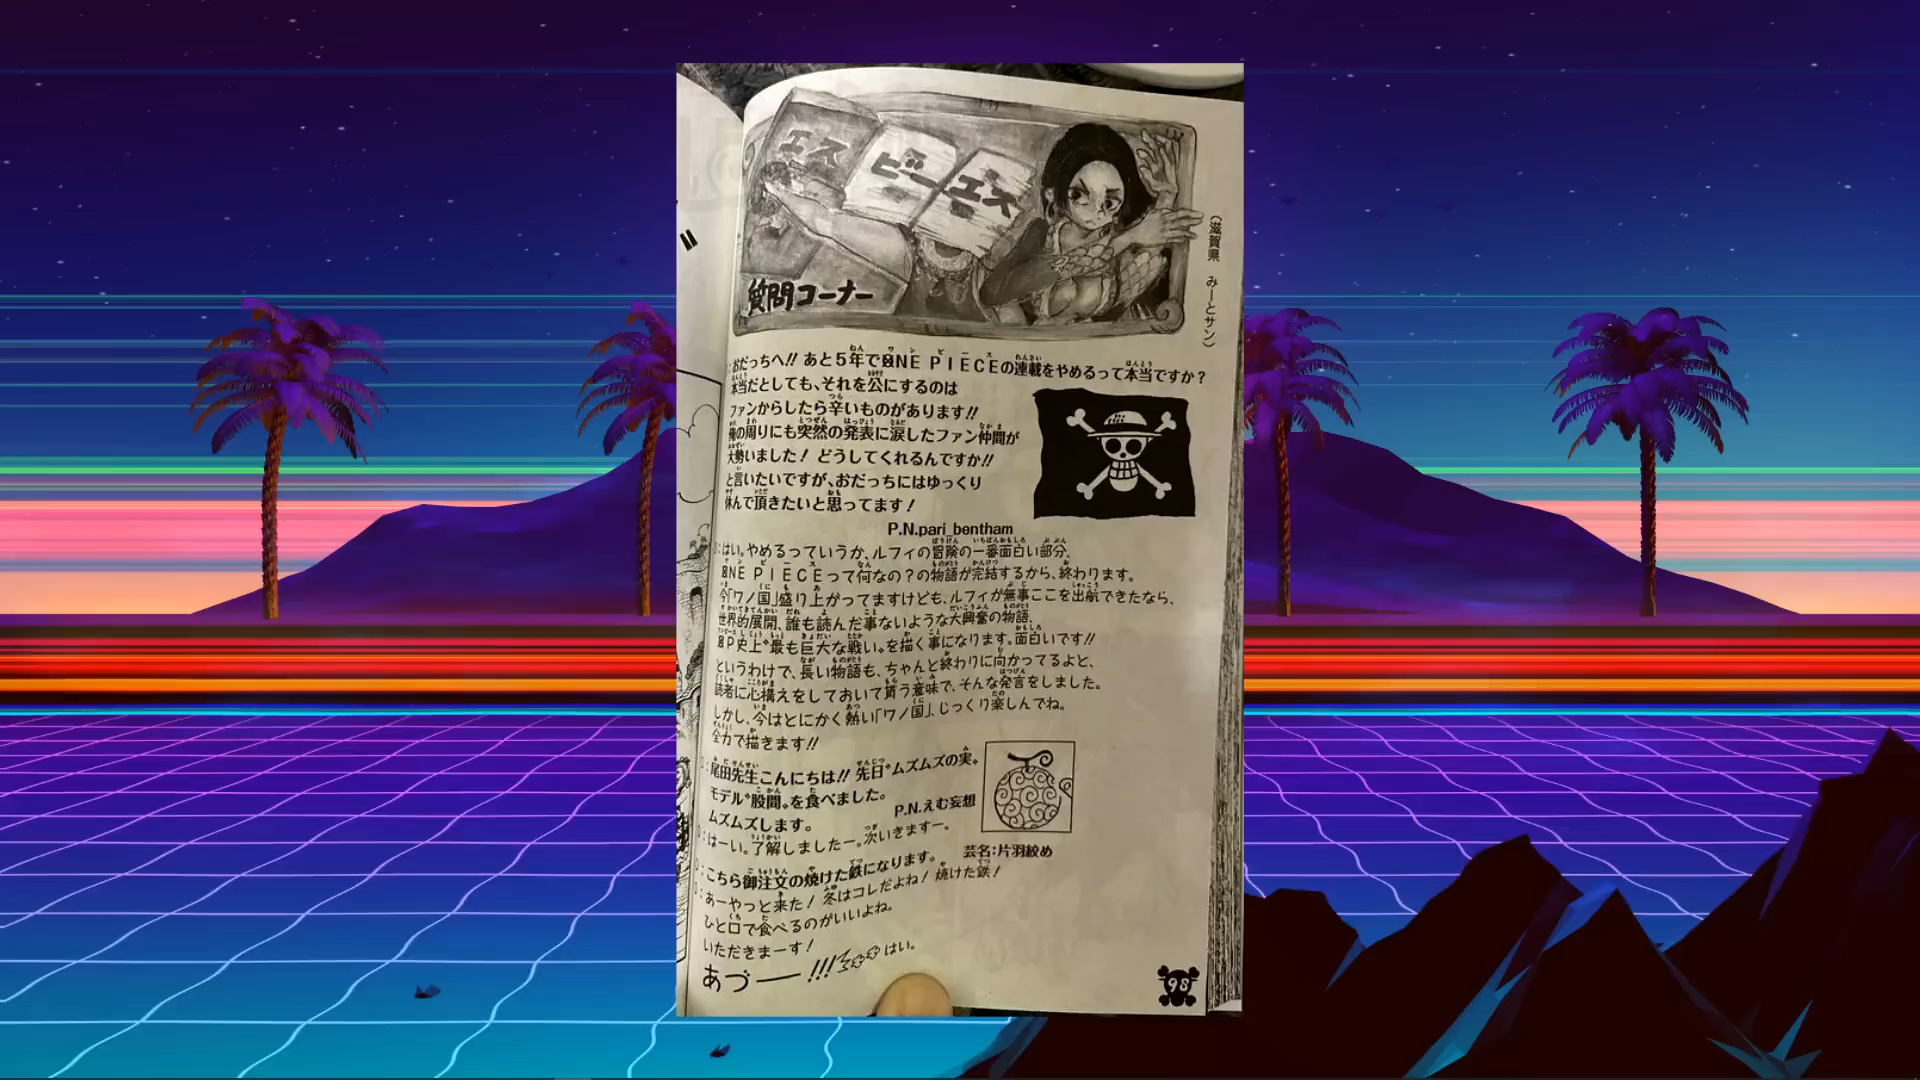 エス
ビー
エス
質問コーナー
(滋賀県 みーとサン)
おだっちへ!! あと5年でONE PIECEの連載をやめるって本当ですか?
本当だとしても、それを公にするのは
ファンからしたら辛いものがあります!!
俺の周りにも突然の発表に涙したファン仲間が
大勢いました! どうしてくれるんですか!!
と言いたいですが、おだっちにはゆっくり
休んで頂きたいと思ってます!
P.N.pari_bentham
はい。やめるっていうか、ルフィの冒険の一番面白い部分、
ONE PIECEって何なの?の物語が完結するから、終わります。
今「ワノ国」盛り上がってますけども、ルフィが無事ここを出航できたなら、
世界的展開、誰も読んだ事ないような大興奮の物語、
OP史上“最も巨大な戦い”を描く事になります。面白いです!!
というわけで、長い物語も、ちゃんと終わりに向かってるよと、
読者に心構えをしておいて貰う意味で、そんな発言をしました。
しかし、今はとにかく熱い「ワノ国」、じっくり楽しんでね。
全力で描きます!!
尾田先生こんにちは!! 先日“ムズムズの実”
モデル“股間”を食べました。
ムズムズします。
P.N.えむ妄想
はーい。了解しましたー。次いきますー。
芸名:片羽紋め
こちら御注文の焼けた鉄になります。
あーやっと来た! 冬はコレだよね! 焼けた鉄!
ひと口で食べるのがいいよね。
いただきまーす!
あづー!!! はい。
98